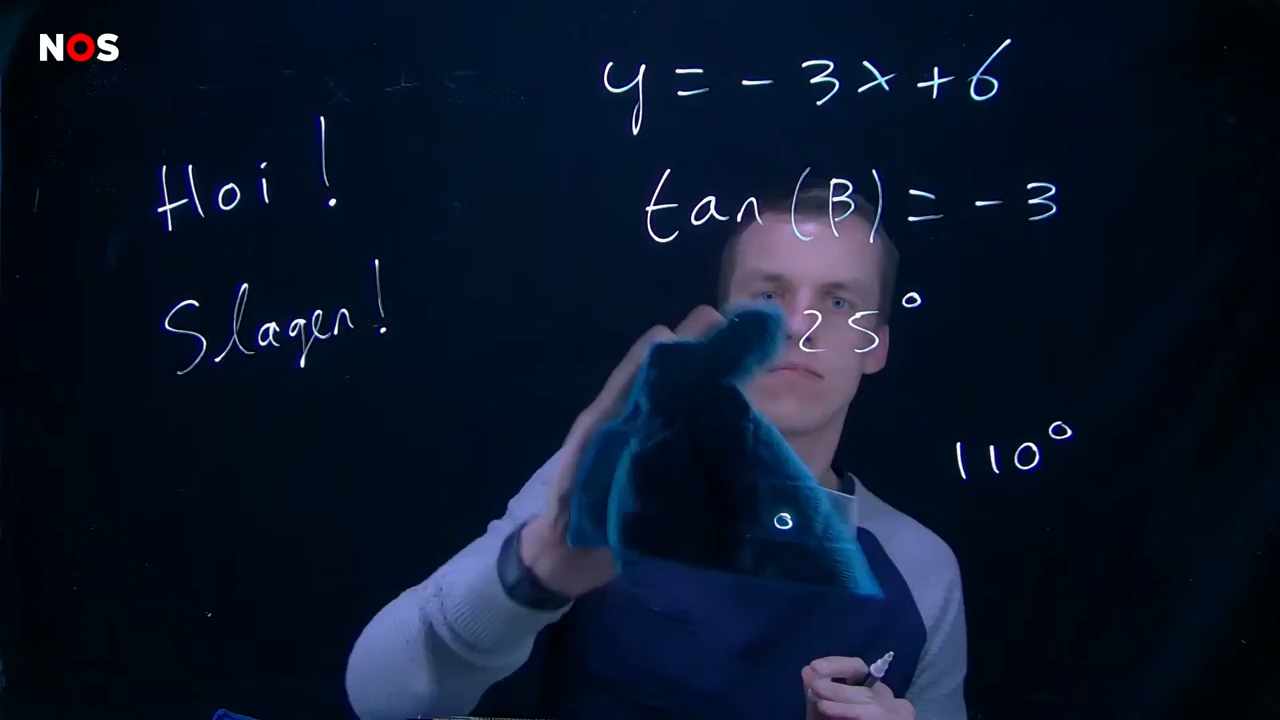 NOS
y = - 3x + 6
Hoi !
tan (β) = - 3
Slagen!
25°
110°
°